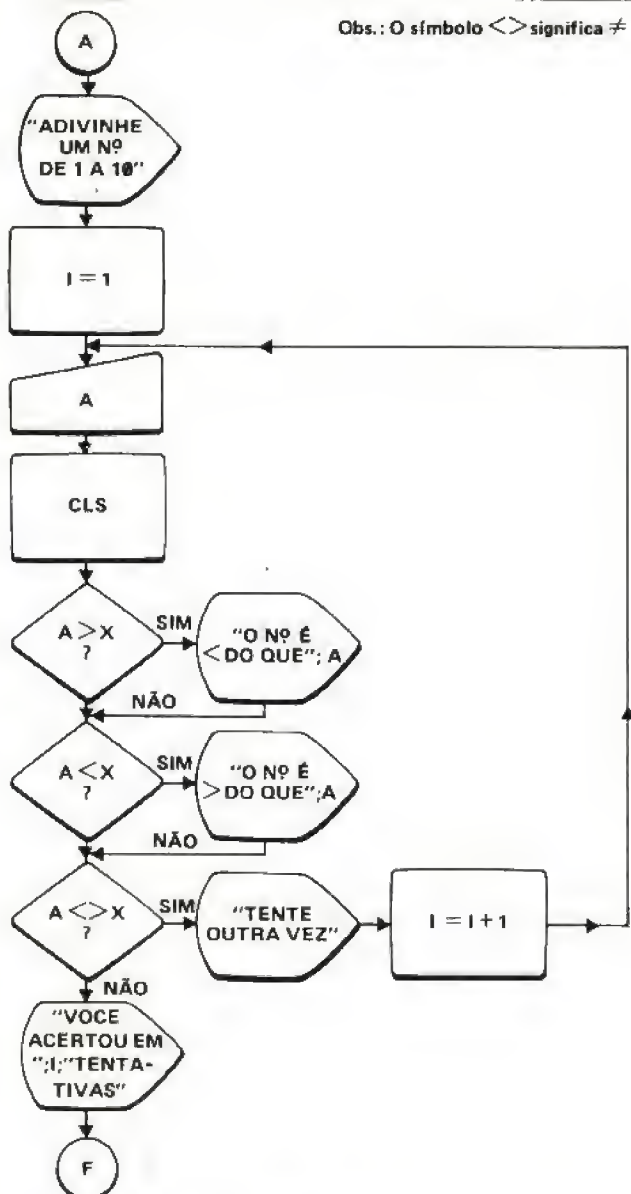 Obs.: O símbolo <> significa ≠
A
"ADIVINHE
UM Nº
DE 1 A 10"
I = 1
A
CLS
A > X
?
SIM
"O Nº É
< DO QUE"; A
NÃO
A < X
?
SIM
"O Nº É
> DO QUE";A
NÃO
A <> X
?
SIM
"TENTE
OUTRA VEZ"
I = I + 1
NÃO
"VOCE
ACERTOU EM
";I;"TENTA-
TIVAS"
F